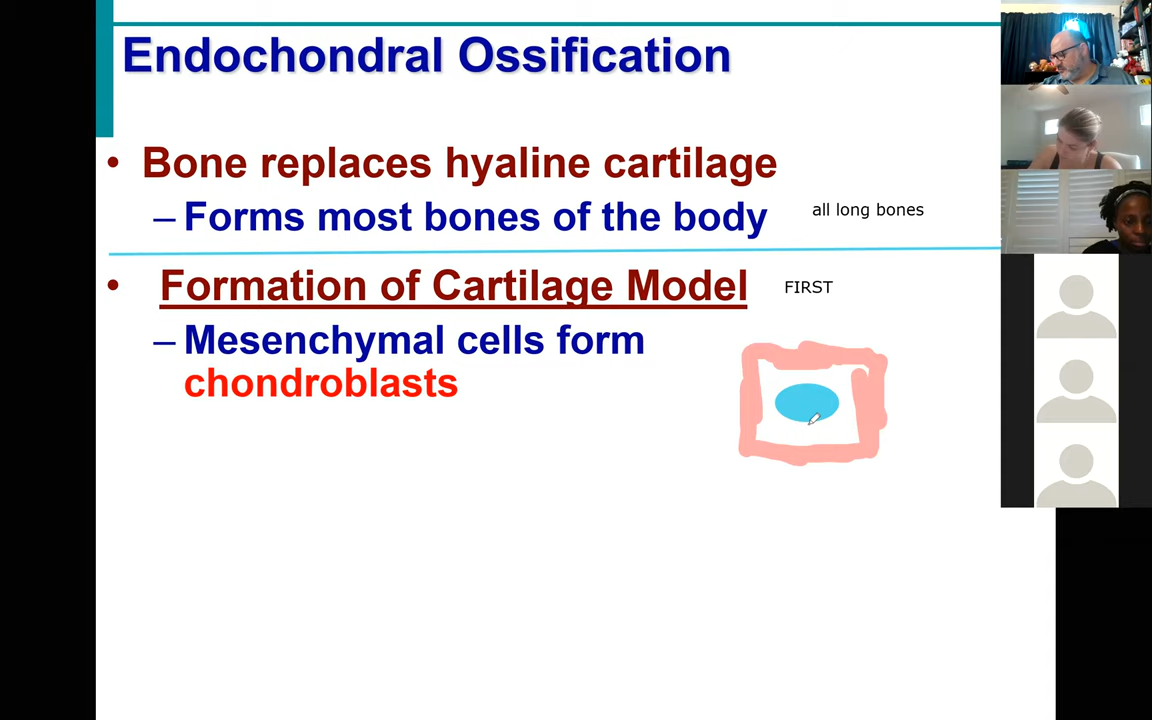 Endochondral Ossification
• Bone replaces hyaline cartilage
– Forms most bones of the body
all long bones
• Formation of Cartilage Model
FIRST
– Mesenchymal cells form
chondroblasts